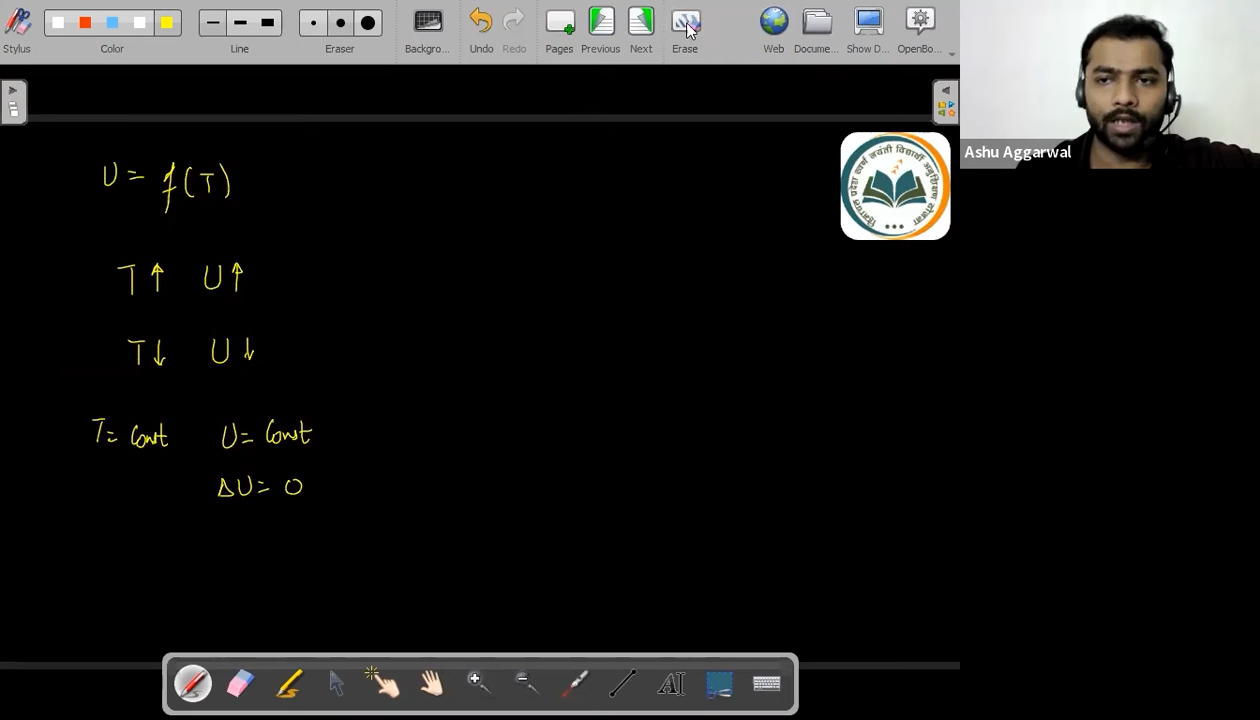 Stylus
Color
Line
Eraser
Backgro...
Undo
Redo
Pages
Previous
Next
Erase
Web
Docume...
Show D...
OpenBo...
Ashu Aggarwal
U = f(T)
T↑ U↑
T↓ U↓
T = Const U = Const
ΔU = 0